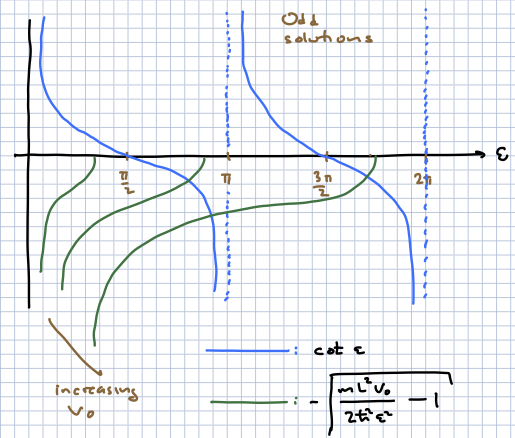 Odd
solutions
ε
π/2
π
3π/2
2π
increasing
V₀
: cot ε
: -√(mL²V₀/2ħ²ε² - 1)